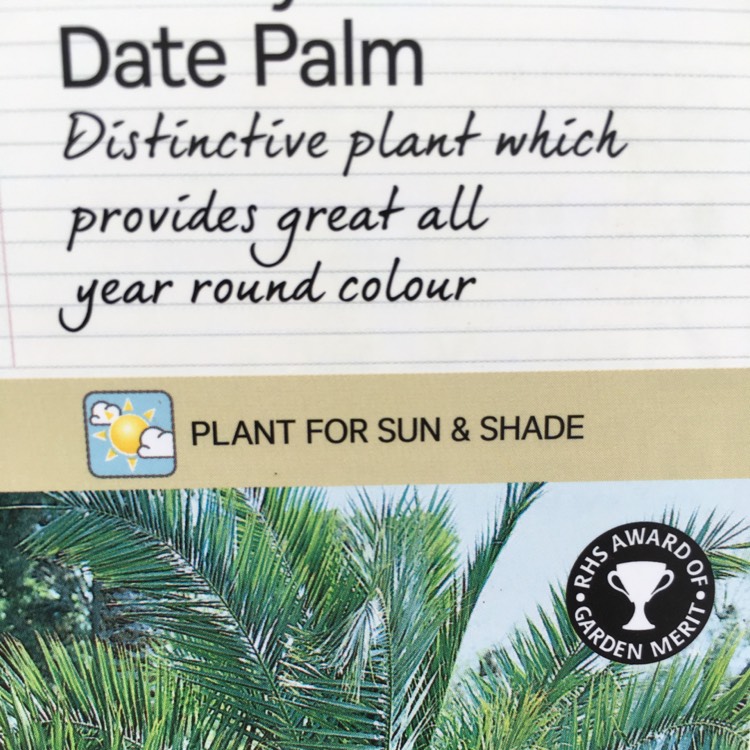 Date Palm
Distinctive plant which
provides great all
year round colour
PLANT FOR SUN & SHADE
RHS AWARD OF
GARDEN MERIT